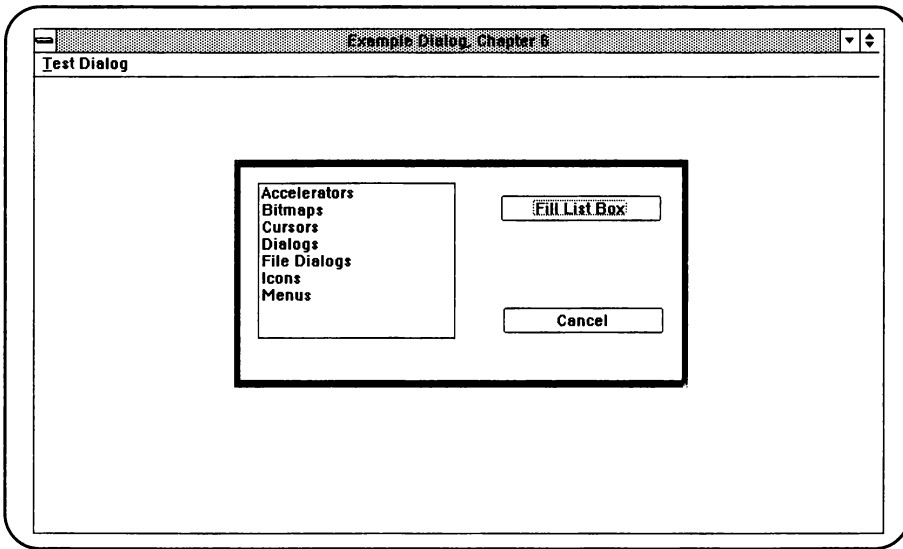 Example Dialog, Chapter 6
Test Dialog
Accelerators
Bitmaps
Cursors
Dialogs
File Dialogs
Icons
Menus
Fill List Box
Cancel